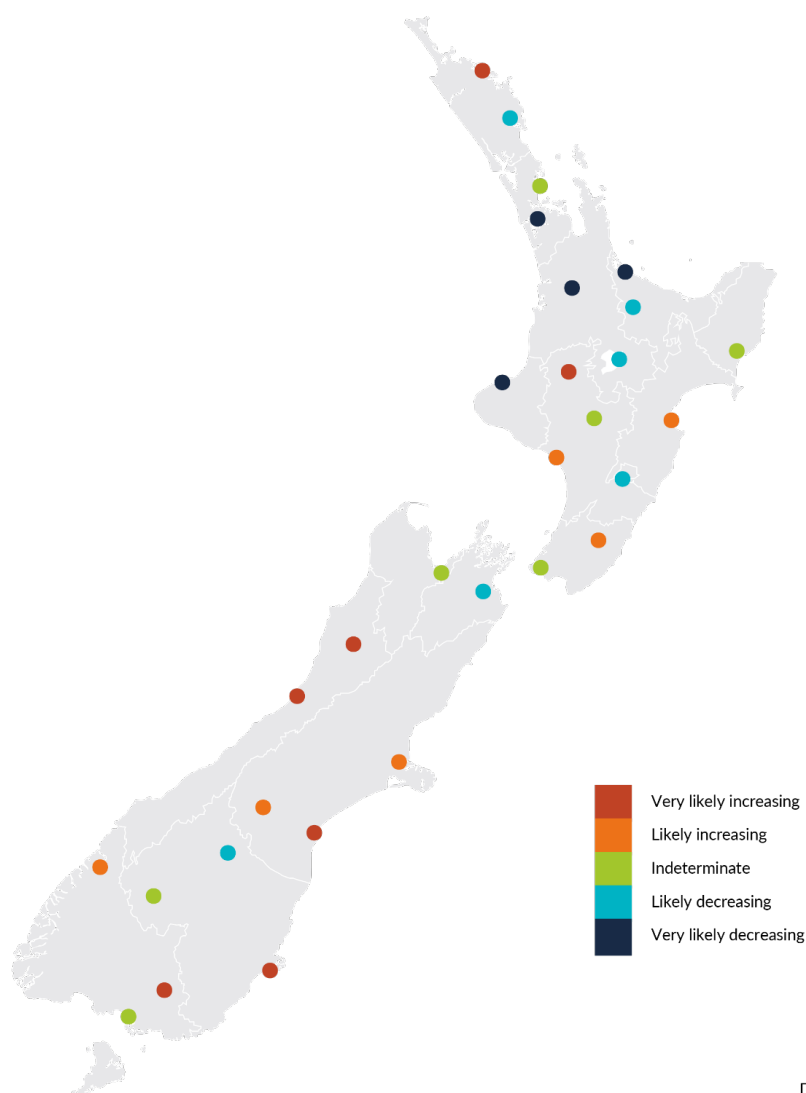 Very likely increasing
Likely increasing
Indeterminate
Likely decreasing
Very likely decreasing